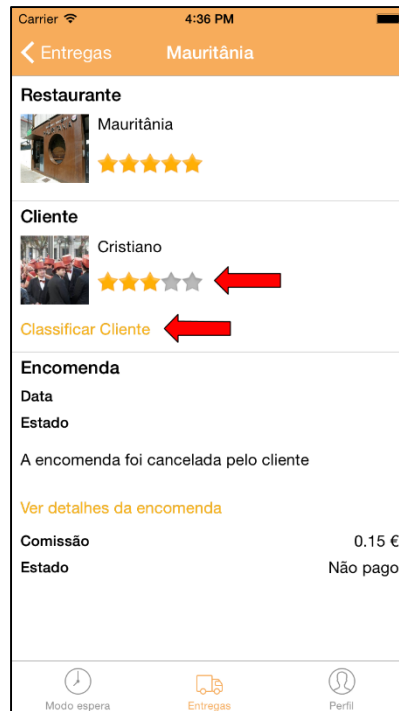 Carrier 4:36 PM
Entregas Mauritânia
Restaurante
Mauritânia
Cliente
Cristiano
Classificar Cliente
Encomenda
Data
Estado
A encomenda foi cancelada pelo cliente
Ver detalhes da encomenda
Comissão 0.15 €
Estado Não pago
Modo espera Entregas Perfil